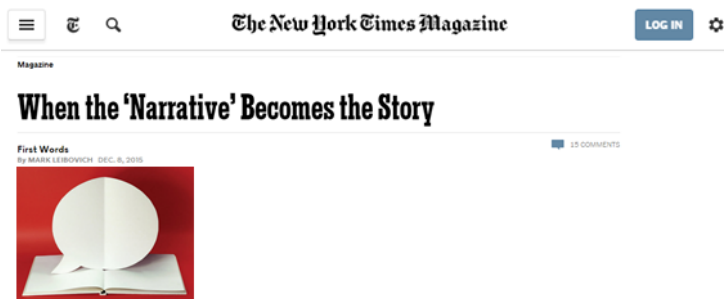 The New York Times Magazine
LOG IN
Magazine
When the ‘Narrative’ Becomes the Story
First Words
By MARK LEIBOVICH DEC. 8, 2015
15 COMMENTS